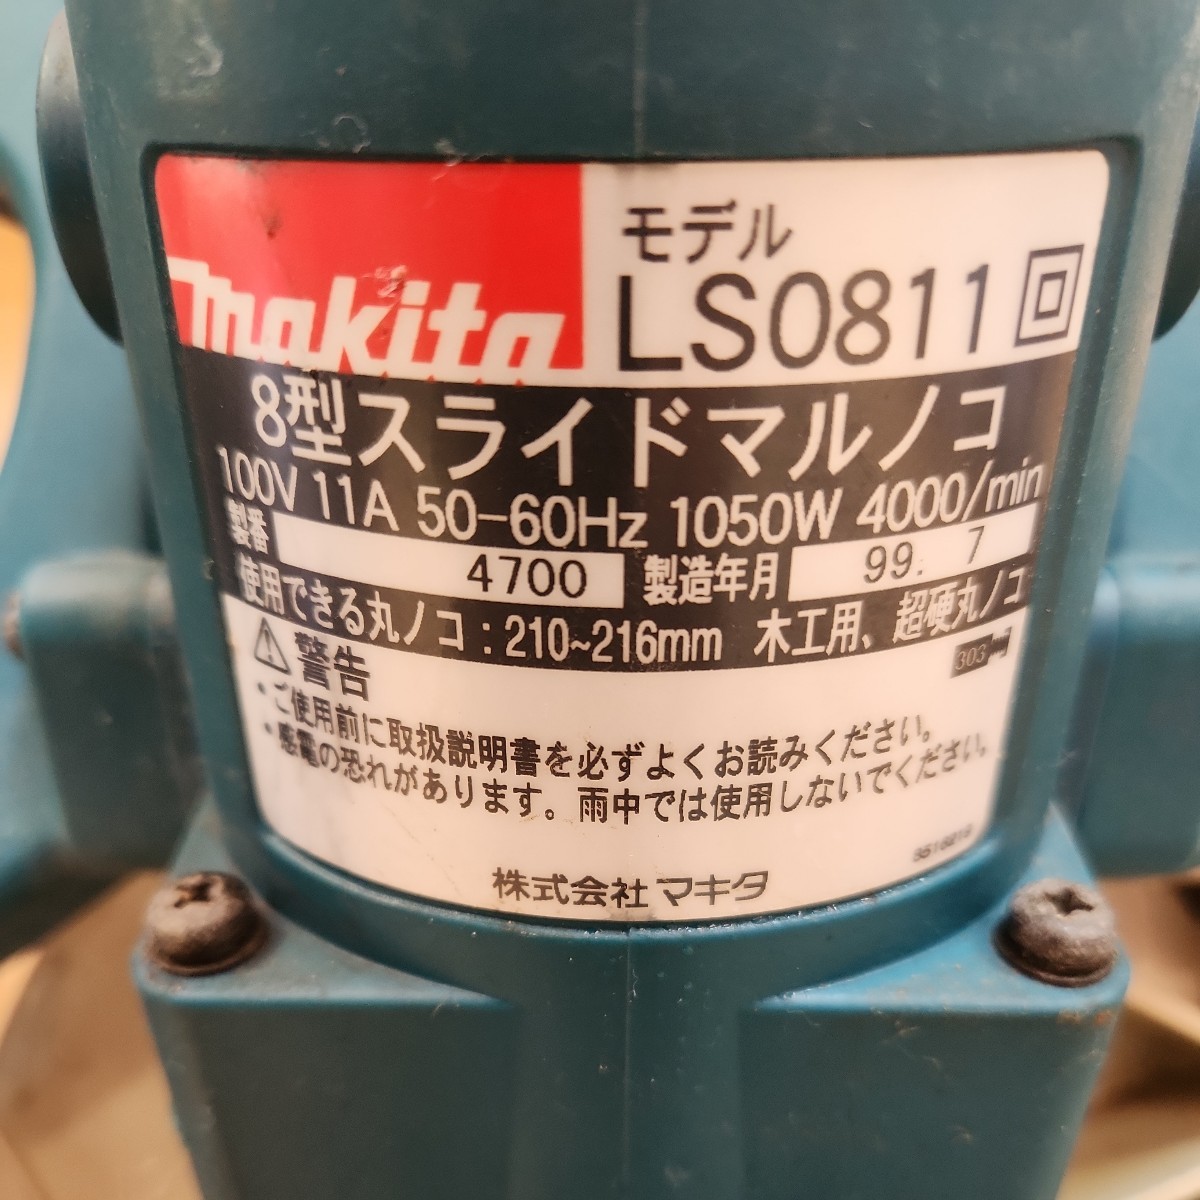 makita
モデル
LS0811
8型スライドマルノコ
100V 11A 50-60Hz 1050W 4000/min
製番 4700 製造年月 99. 7
使用できる丸ノコ:210~216mm 木工用、超硬丸ノコ
303
警告
・ご使用前に取扱説明書を必ずよくお読みください。
・感電の恐れがあります。雨中では使用しないでください。
株式会社 マキタ